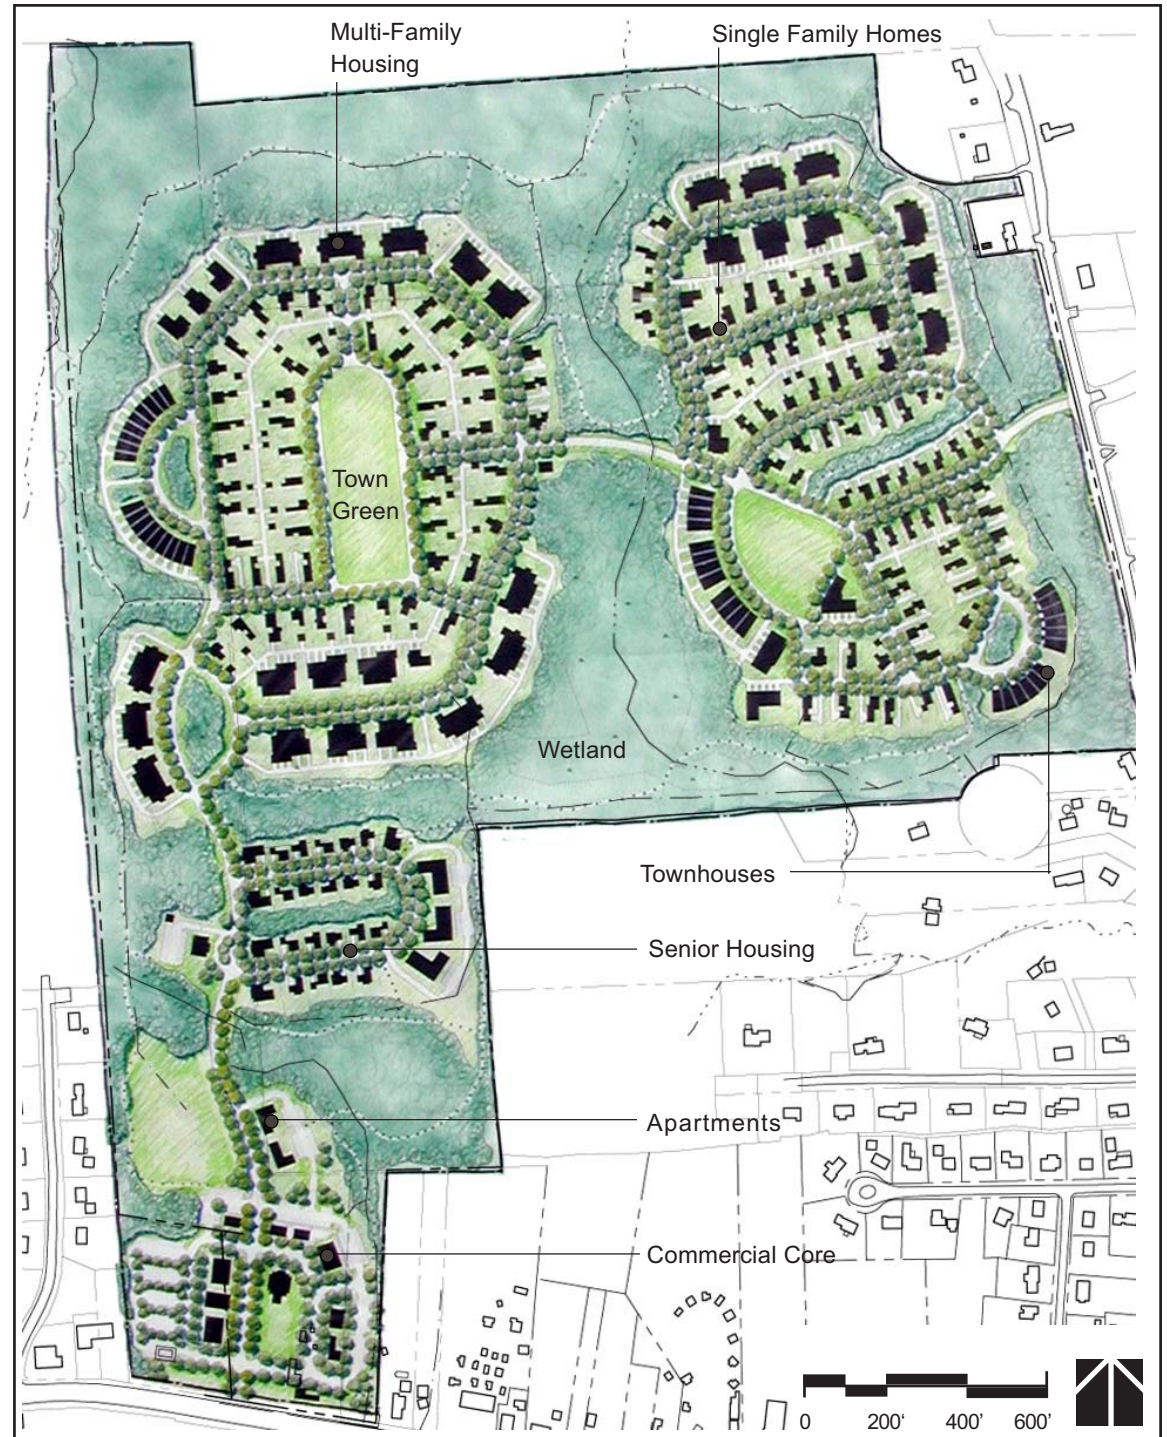 Multi-Family
Housing
Single Family Homes
Town
Green
Wetland
Townhouses
Senior Housing
Apartments
Commercial Core
0 200‘ 400’ 600’